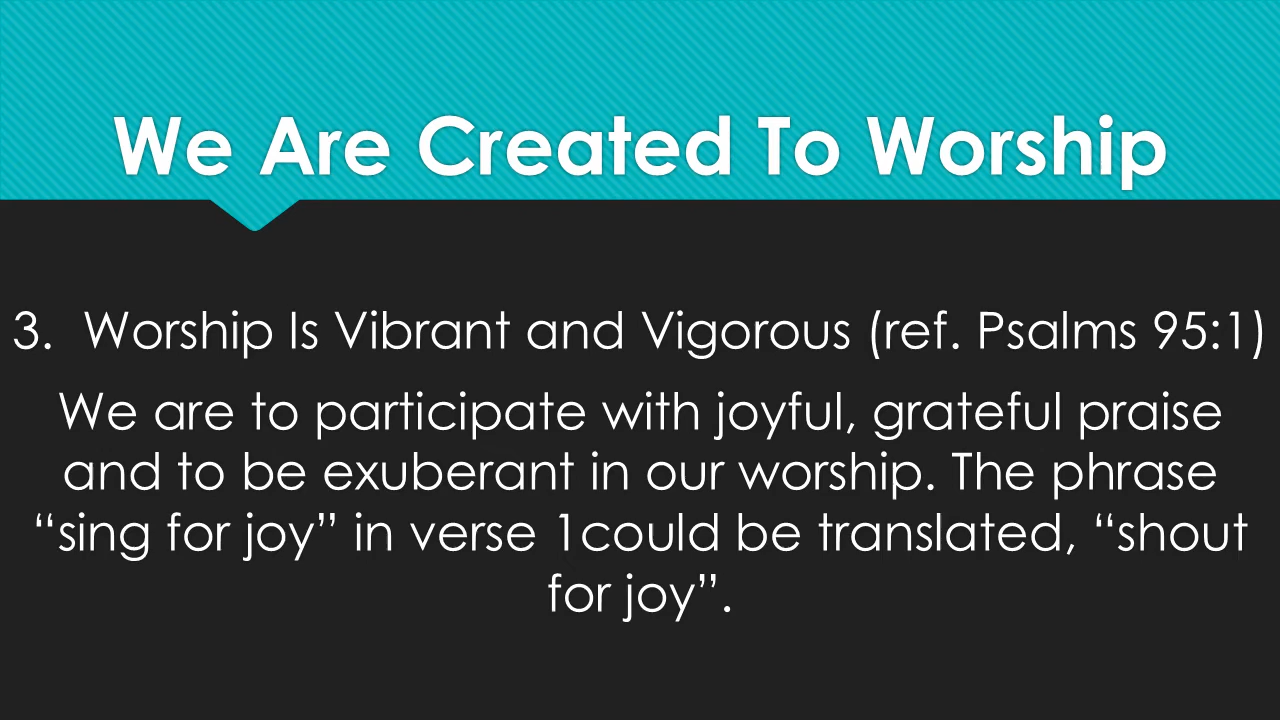 We Are Created To Worship
3.  Worship Is Vibrant and Vigorous (ref. Psalms 95:1)
We are to participate with joyful, grateful praise
and to be exuberant in our worship. The phrase
“sing for joy” in verse 1could be translated, “shout
for joy”.